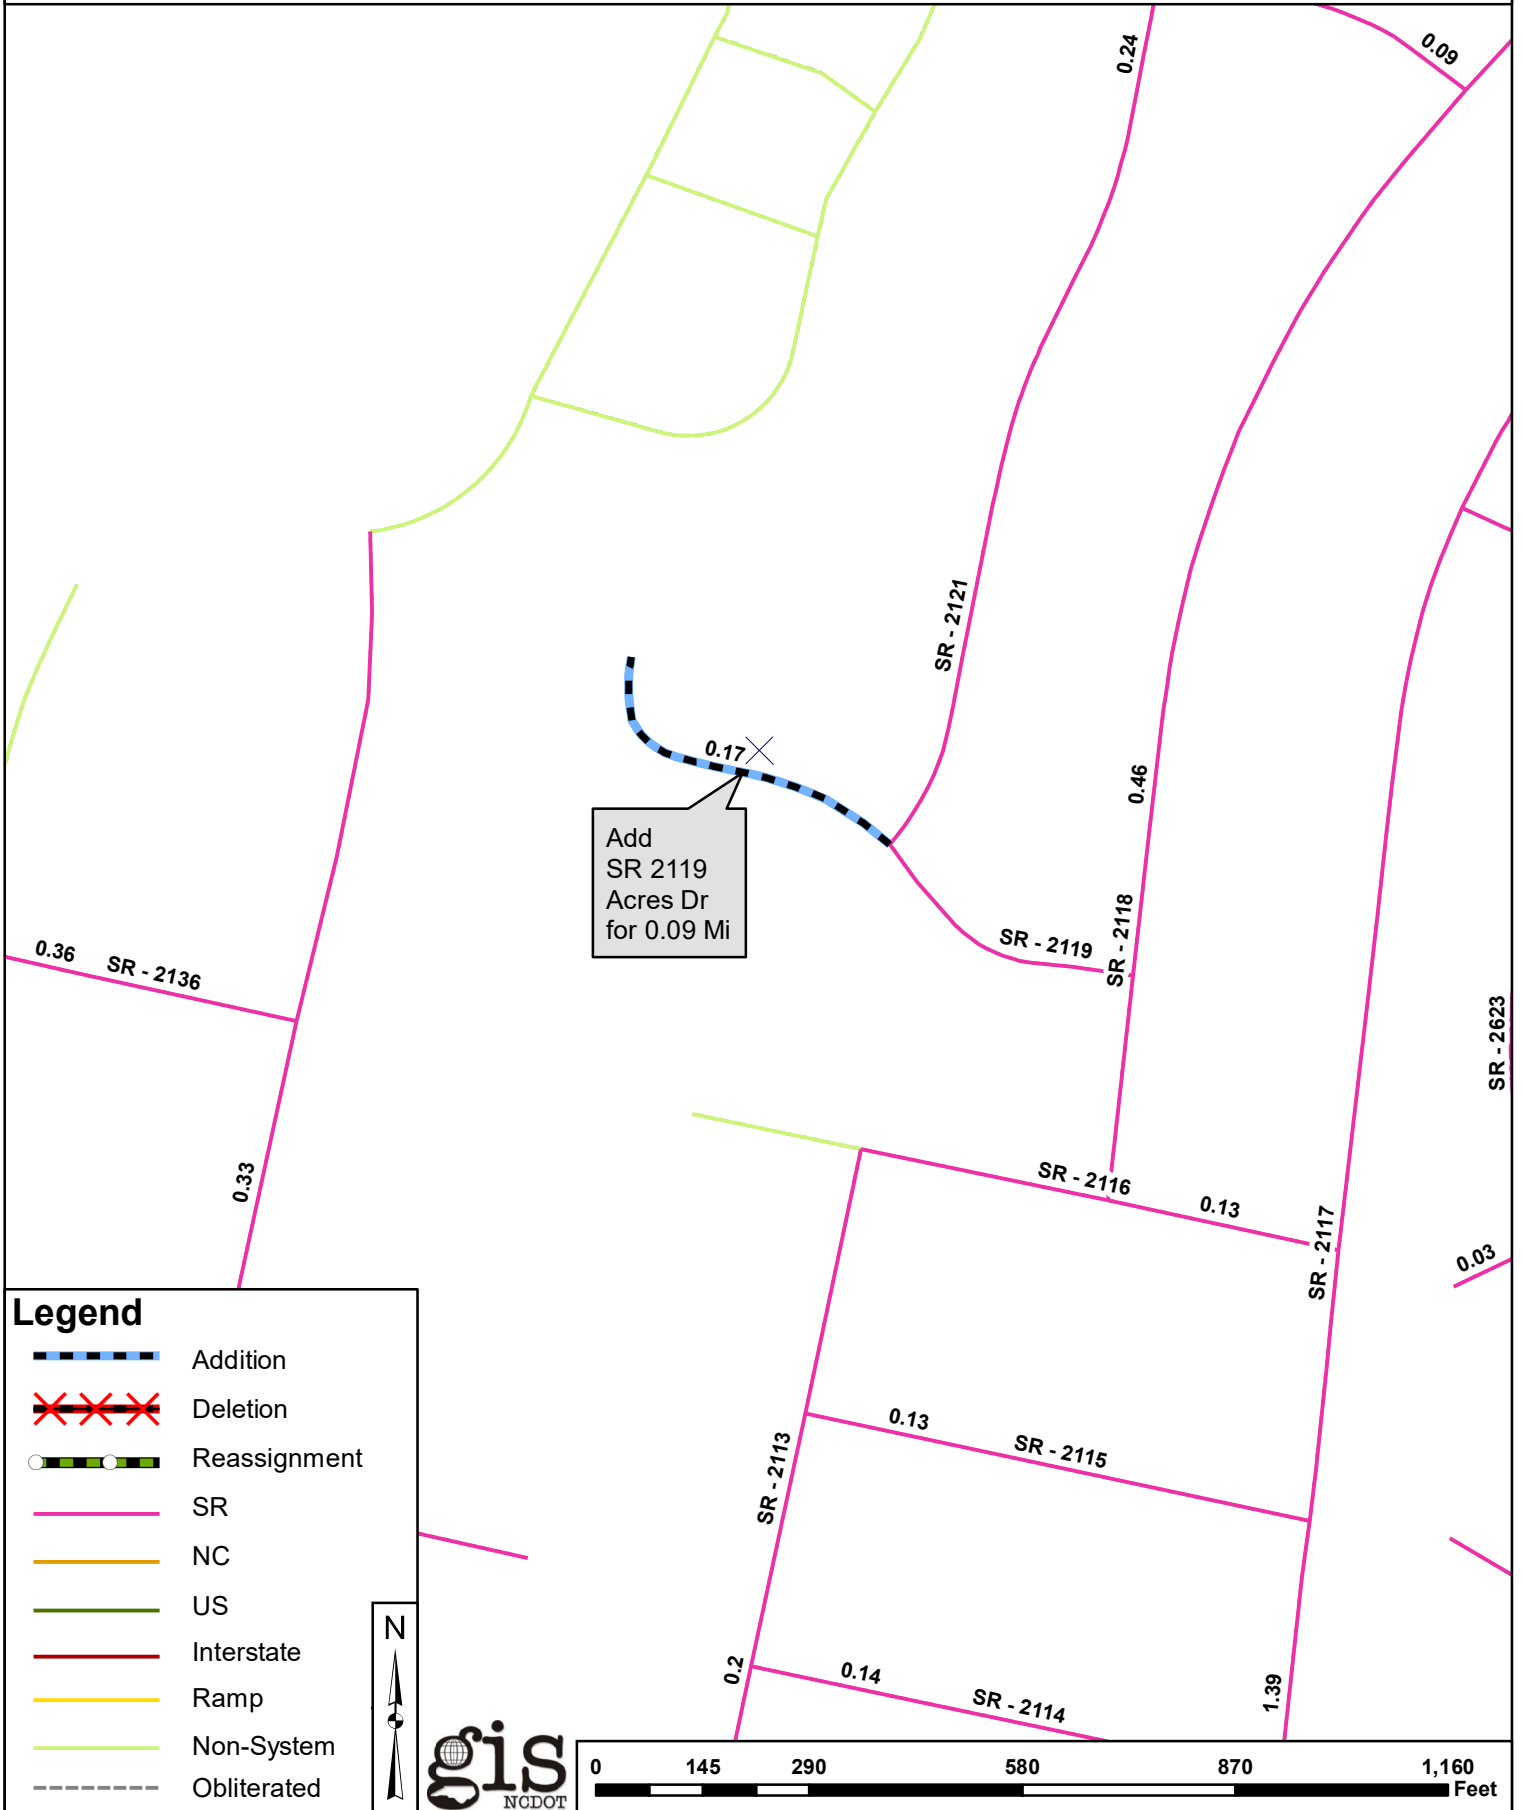 0.24
0.09
SR - 2121
0.17
0.46
Add
SR 2119
Acres Dr
for 0.09 Mi
SR - 2118
SR - 2119
0.36
SR - 2136
SR - 2623
0.33
SR - 2116
0.13
SR - 2117
0.03
Legend
Addition
Deletion
Reassignment
SR
NC
US
Interstate
Ramp
Non-System
Obliterated
N
0.13
SR - 2115
SR - 2113
0.2
0.14
SR - 2114
1.39
gis
NCDOT
0 145 290 580 870 1,160
Feet